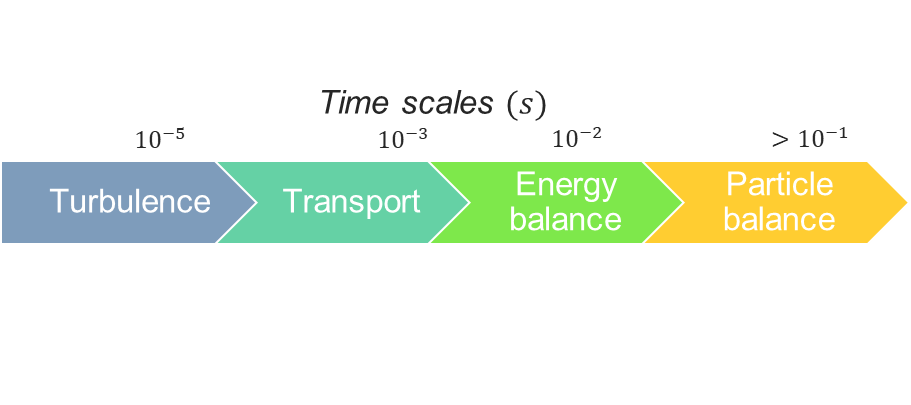 Time scales (s)
10⁻⁵ 10⁻³ 10⁻² > 10⁻¹
Turbulence Transport Energy balance Particle balance